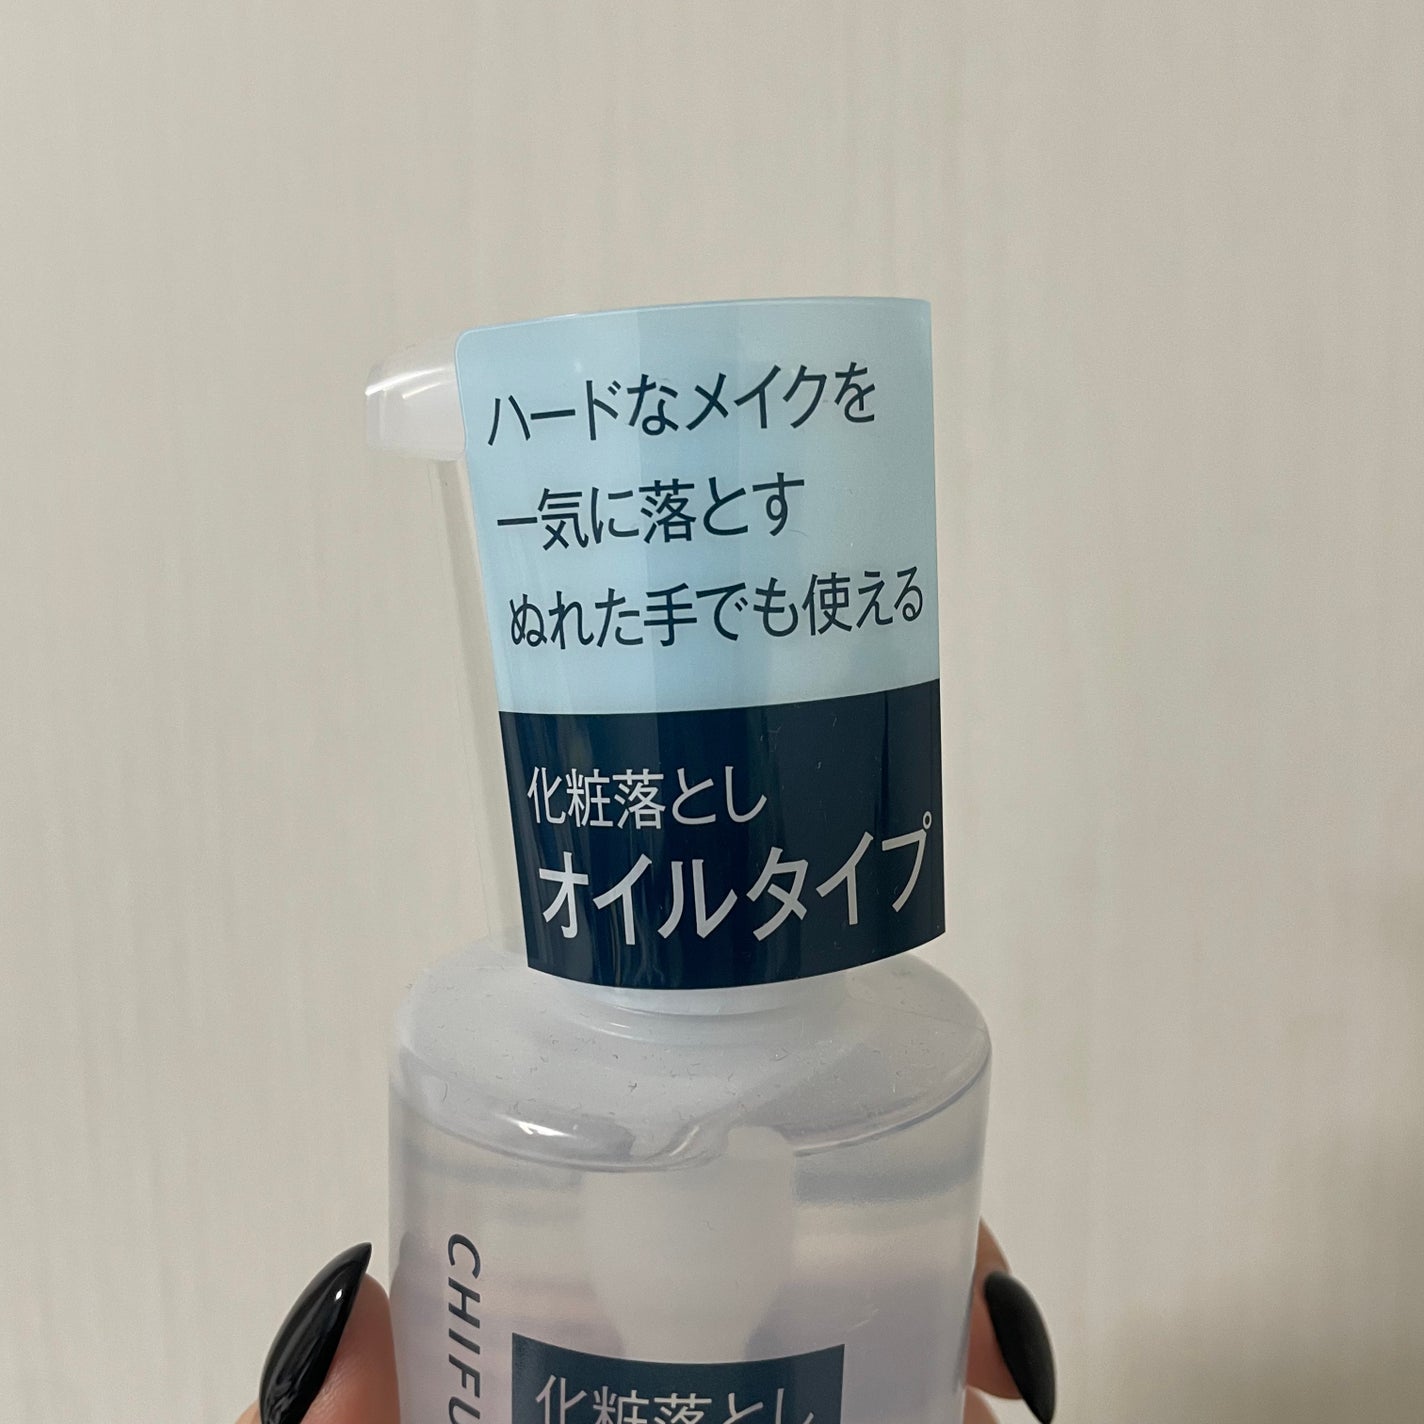 ハードなメイクを
一気に落とす
ぬれた手でも使える
化粧落とし
オイルタイプ
CHIFU
化粧落とし